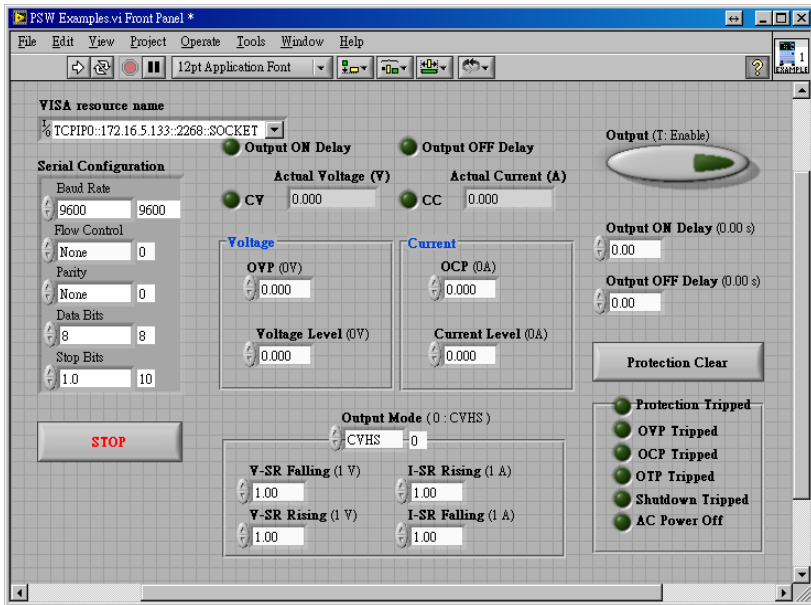 PSW Examples.vi Front Panel *
File Edit View Project Operate Tools Window Help
12pt Application Font
?
1
EXAMPLE
VISA resource name
I/O TCPIP0::172.16.5.133::2268::SOCKET
Serial Configuration
Baud Rate
9600 9600
Flow Control
None 0
Parity
None 0
Data Bits
8 8
Stop Bits
1.0 10
STOP
Output ON Delay
Output OFF Delay
Actual Voltage (V)
CV 0.000
Actual Current (A)
CC 0.000
Voltage
OVP (0V)
0.000
Voltage Level (0V)
0.000
Current
OCP (0A)
0.000
Current Level (0A)
0.000
Output Mode ( 0 : CVHS )
CVHS 0
V-SR Falling (1 V)
1.00
I-SR Rising (1 A)
1.00
V-SR Rising (1 V)
1.00
I-SR Falling (1 A)
1.00
Output (T: Enable)
Output ON Delay (0.00 s)
0.00
Output OFF Delay (0.00 s)
0.00
Protection Clear
Protection Tripped
OVP Tripped
OCP Tripped
OTP Tripped
Shutdown Tripped
AC Power Off